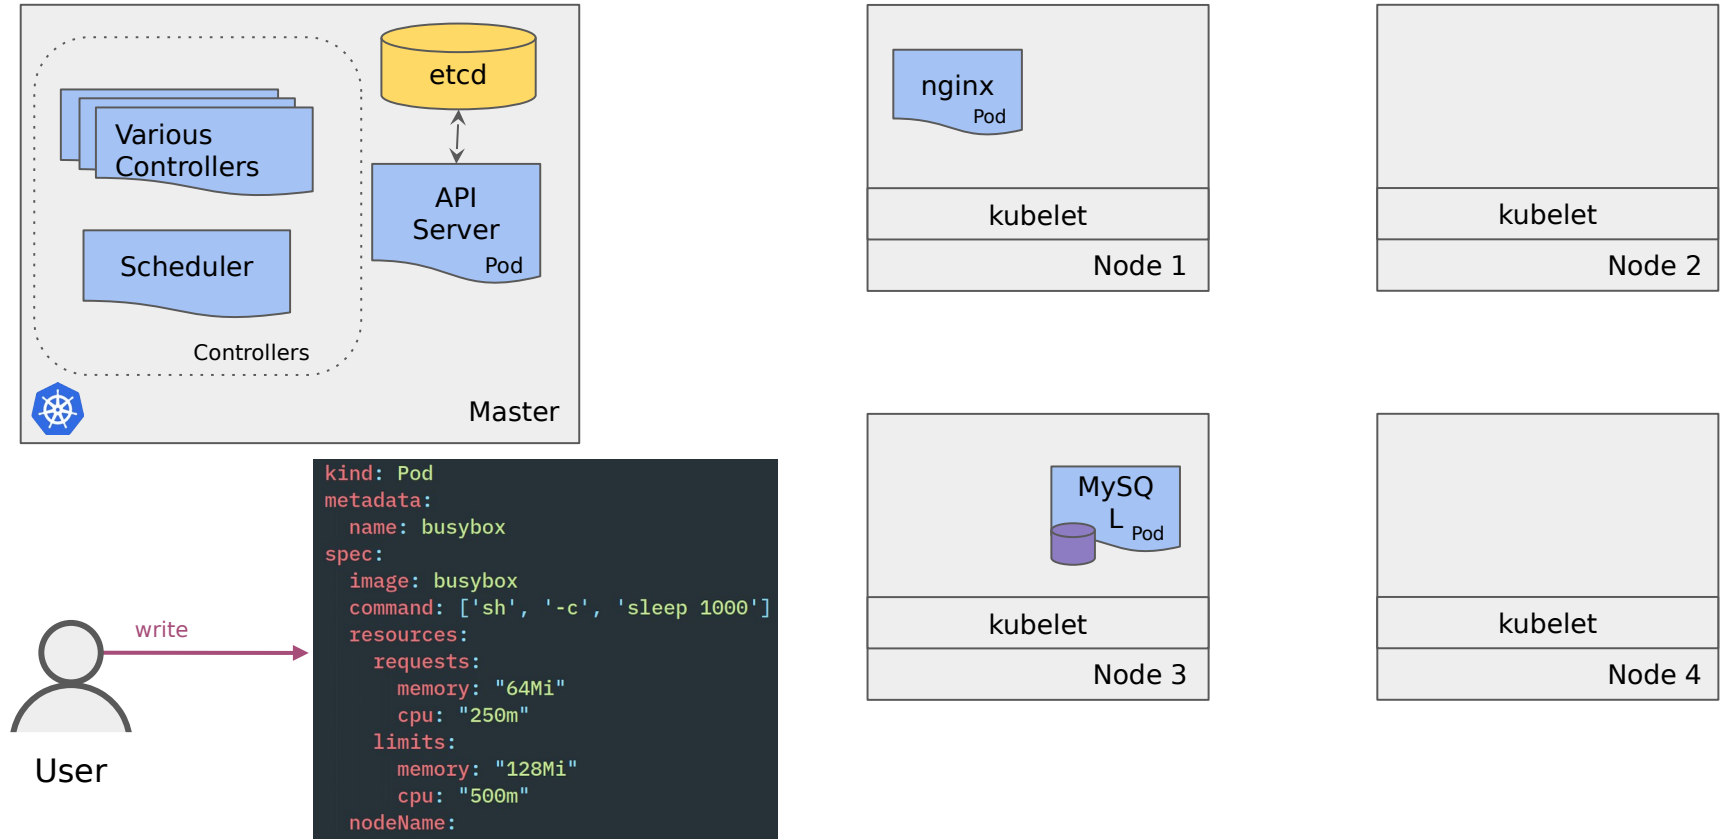 etcd
Various
Controllers
API
Server
Pod
Scheduler
Controllers
Master
nginx
Pod
kubelet
Node 1
kubelet
Node 2
MySQ
L
Pod
kubelet
Node 3
kubelet
Node 4
write
User
kind: Pod
metadata:
  name: busybox
spec:
  image: busybox
  command: ['sh', '-c', 'sleep 1000']
  resources:
    requests:
      memory: "64Mi"
      cpu: "250m"
    limits:
      memory: "128Mi"
      cpu: "500m"
  nodeName: